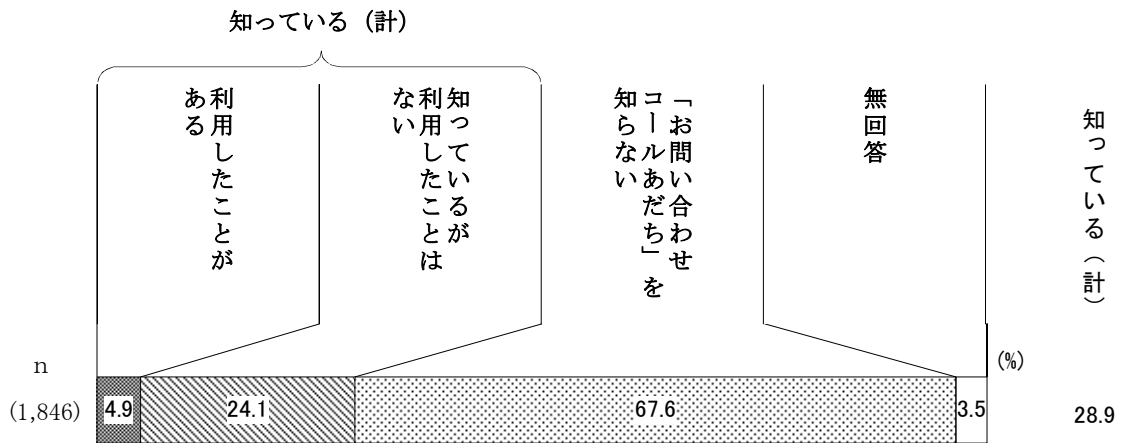 知っている（計）
利用したことが
ある
知っているが
利用したことは
ない
「お問い合わせ
コールあだち」を
知らない
無回答
知っている（計）
(%)
n
(1,846)
4.9
24.1
67.6
3.5
28.9